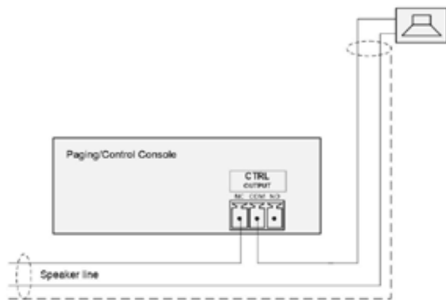 Paging/Control Console
CTRL
OUTPUT
NC COM NO
Speaker line